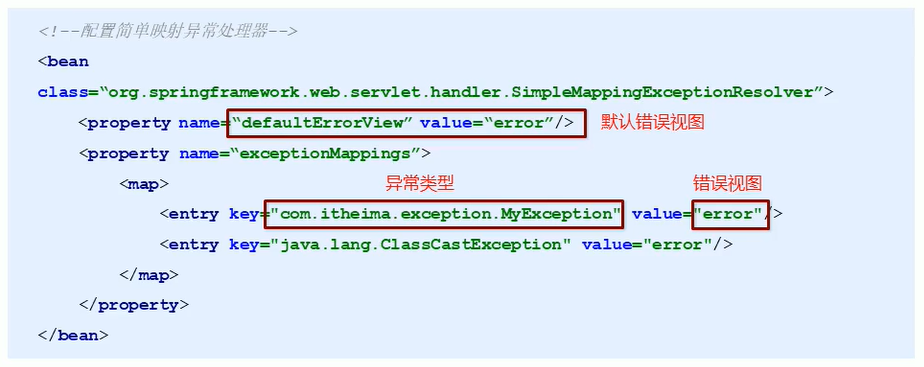 <!--配置简单映射异常处理器-->
<bean
class=“org.springframework.web.servlet.handler.SimpleMappingExceptionResolver”>
<property name=“defaultErrorView” value=“error”/> 默认错误视图
<property name=“exceptionMappings”>
<map> 异常类型 错误视图
<entry key="com.itheima.exception.MyException" value="error"/>
<entry key="java.lang.ClassCastException" value="error"/>
</map>
</property>
</bean>